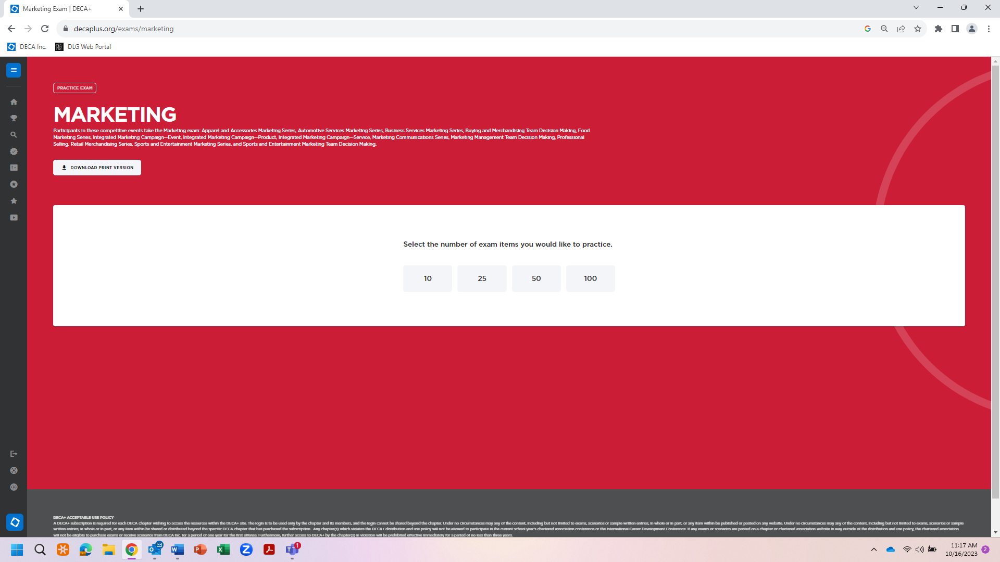 Marketing Exam | DECA+
decaplus.org/exams/marketing
DECA Inc.
DLG Web Portal
PRACTICE EXAM
MARKETING
Participants in these competitive events take the Marketing exam: Apparel and Accessories Marketing Series, Automotive Services Marketing Series, Business Services Marketing Series, Buying and Merchandising Team Decision Making, Food
Marketing Series, Integrated Marketing Campaign—Event, Integrated Marketing Campaign—Product, Integrated Marketing Campaign—Service, Marketing Communications Series, Marketing Management Team Decision Making, Professional
Selling, Retail Merchandising Series, Sports and Entertainment Marketing Series, and Sports and Entertainment Marketing Team Decision Making.
DOWNLOAD PRINT VERSION
Select the number of exam items you would like to practice.
10 25 50 100
DECA+ ACCEPTABLE USE POLICY
A DECA+ subscription is required for each DECA chapter wishing to access the resources within the DECA+ site. The login is to be used only by the chapter and its members, and the login cannot be shared beyond the chapter. Under no circumstances may any of the content, including but not limited to exams, scenarios or sample written entries, in whole or in part, or any item within be published or posted on any website. Under no circumstances may any of the content, including but not limited to exams, scenarios or sample
written entries, in whole or in part, or any item within be shared or distributed beyond the specific DECA chapter that has purchased the subscription. Any chapter(s) which violates the DECA+ distribution and use policy will not be allowed to participate in the current school year's chartered association conference or the International Career Development Conference. If any exams or scenarios are posted on a chapter or chartered association website in way outside of the distribution and use policy, the chartered association
will not be eligible to purchase exams or receive scenarios from DECA Inc. for a period of one year for the first offense. Furthermore, further access to DECA+ by the chapter(s) in violation will be prohibited effective immediately for a period of no less than three years.
11:17 AM
10/16/2023
2
1